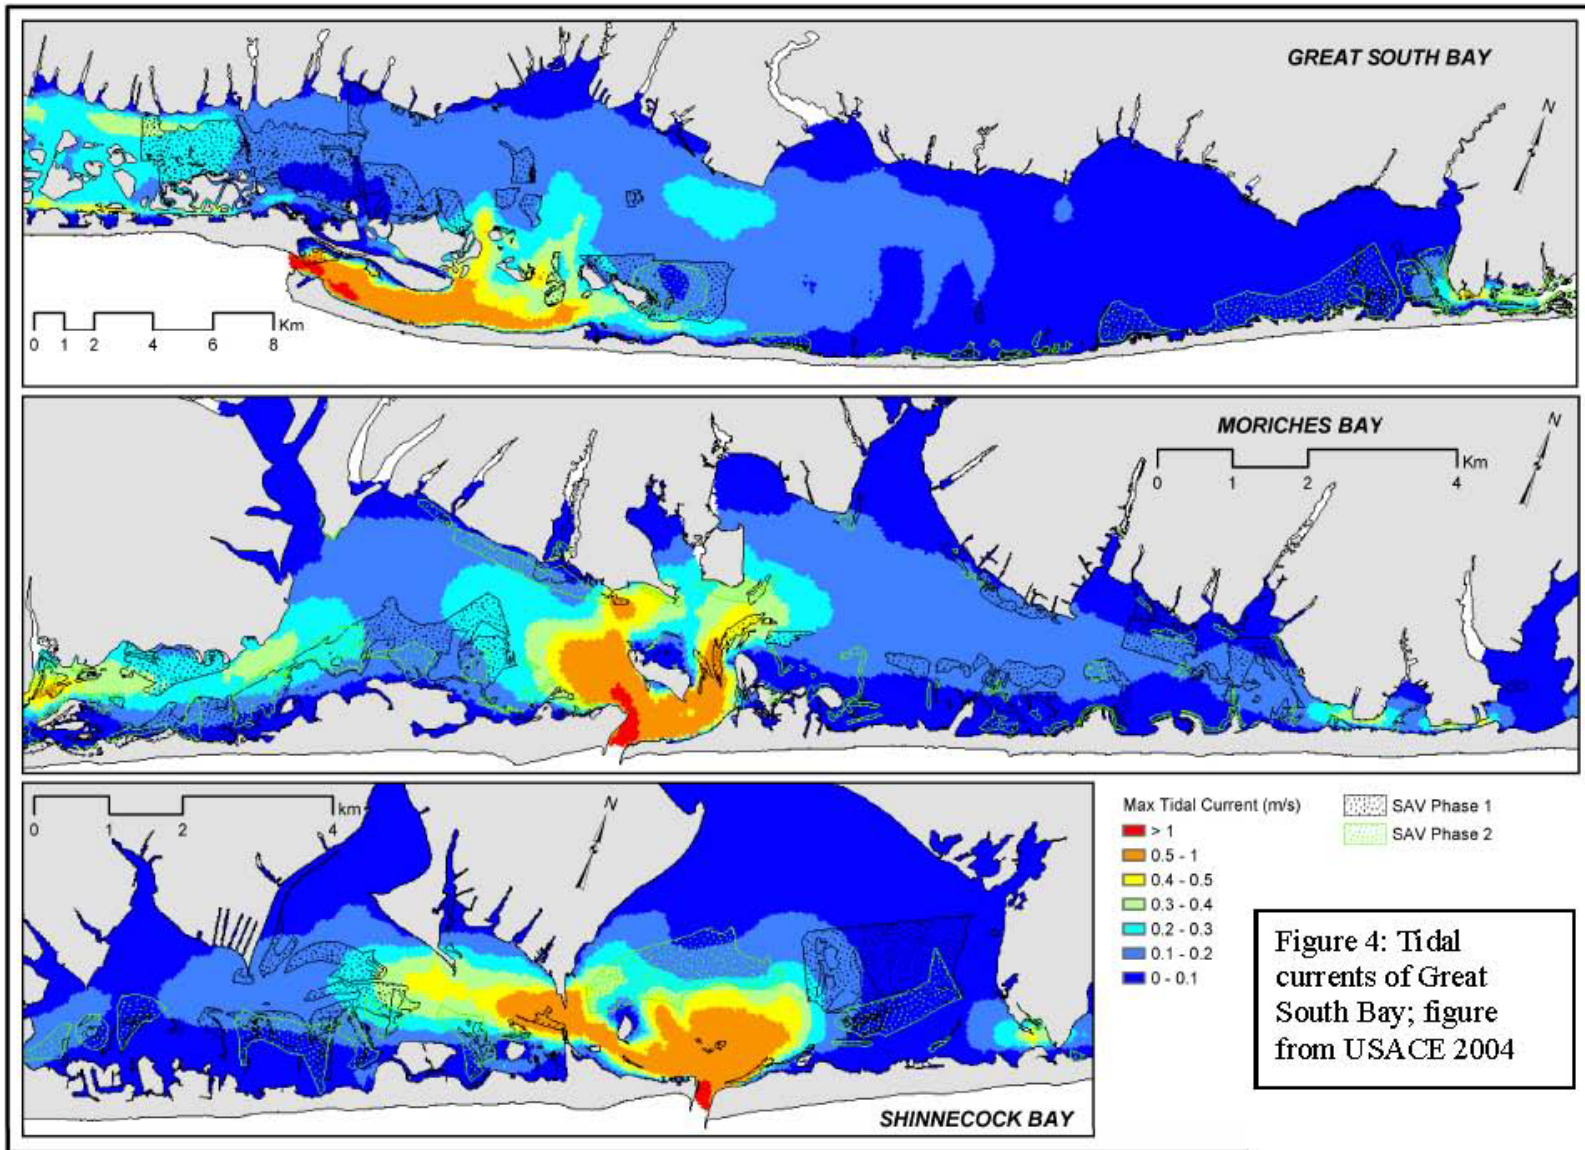 GREAT SOUTH BAY
N
Km
0 1 2 4 6 8
MORICHES BAY
N
Km
0 1 2 4
km
0 1 2 4
N
SHINNECOCK BAY
Max Tidal Current (m/s)
> 1
0.5 - 1
0.4 - 0.5
0.3 - 0.4
0.2 - 0.3
0.1 - 0.2
0 - 0.1
SAV Phase 1
SAV Phase 2
Figure 4: Tidal
currents of Great
South Bay; figure
from USACE 2004